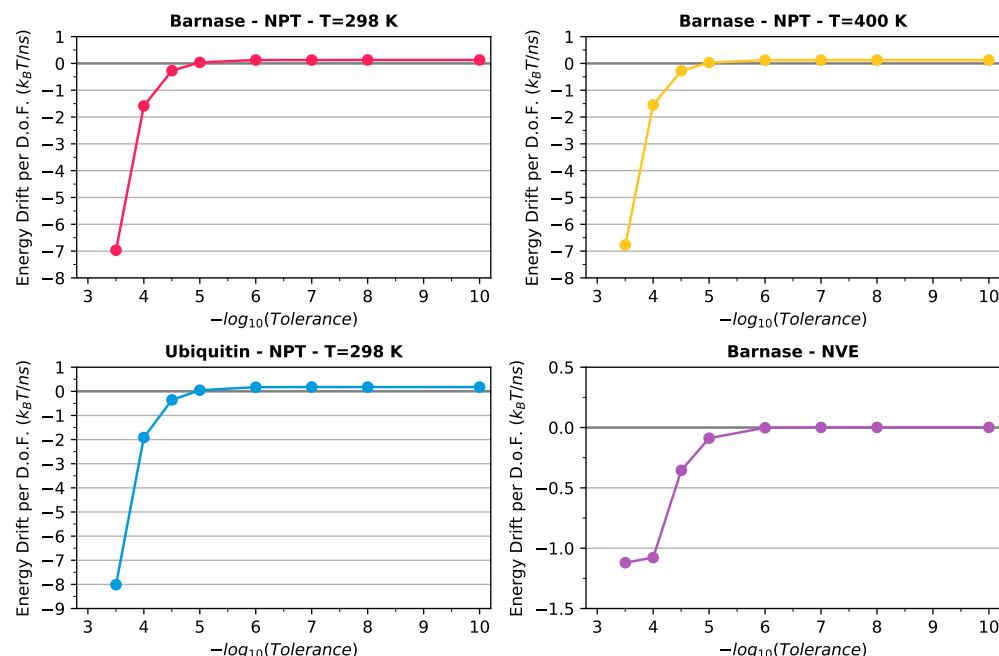 Barnase - NPT - T=298 K
Energy Drift per D.o.F. (k_BT/ns)
1
0
−1
−2
−3
−4
−5
−6
−7
−8
3 4 5 6 7 8 9 10
−log₁₀(Tolerance)
Barnase - NPT - T=400 K
Energy Drift per D.o.F. (k_BT/ns)
1
0
−1
−2
−3
−4
−5
−6
−7
−8
3 4 5 6 7 8 9 10
−log₁₀(Tolerance)
Ubiquitin - NPT - T=298 K
Energy Drift per D.o.F. (k_BT/ns)
1
0
−1
−2
−3
−4
−5
−6
−7
−8
−9
3 4 5 6 7 8 9 10
−log₁₀(Tolerance)
Barnase - NVE
Energy Drift per D.o.F. (k_BT/ns)
0.5
0.0
−0.5
−1.0
−1.5
3 4 5 6 7 8 9 10
−log₁₀(Tolerance)